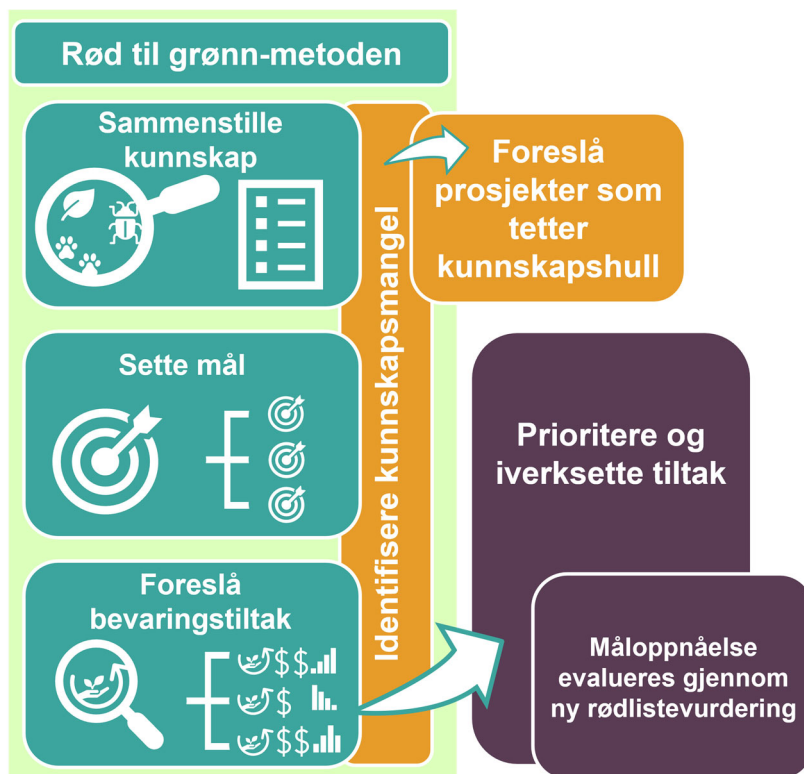 Rød til grønn-metoden
Sammenstille
kunnskap
Identifisere kunnskapsmangel
Foreslå
prosjekter som
tetter
kunnskapshull
Sette mål
Prioritere og
iverksette tiltak
Foreslå
bevaringstiltak
$$
$
$$
Måloppnåelse
evalueres gjennom
ny rødlistevurdering